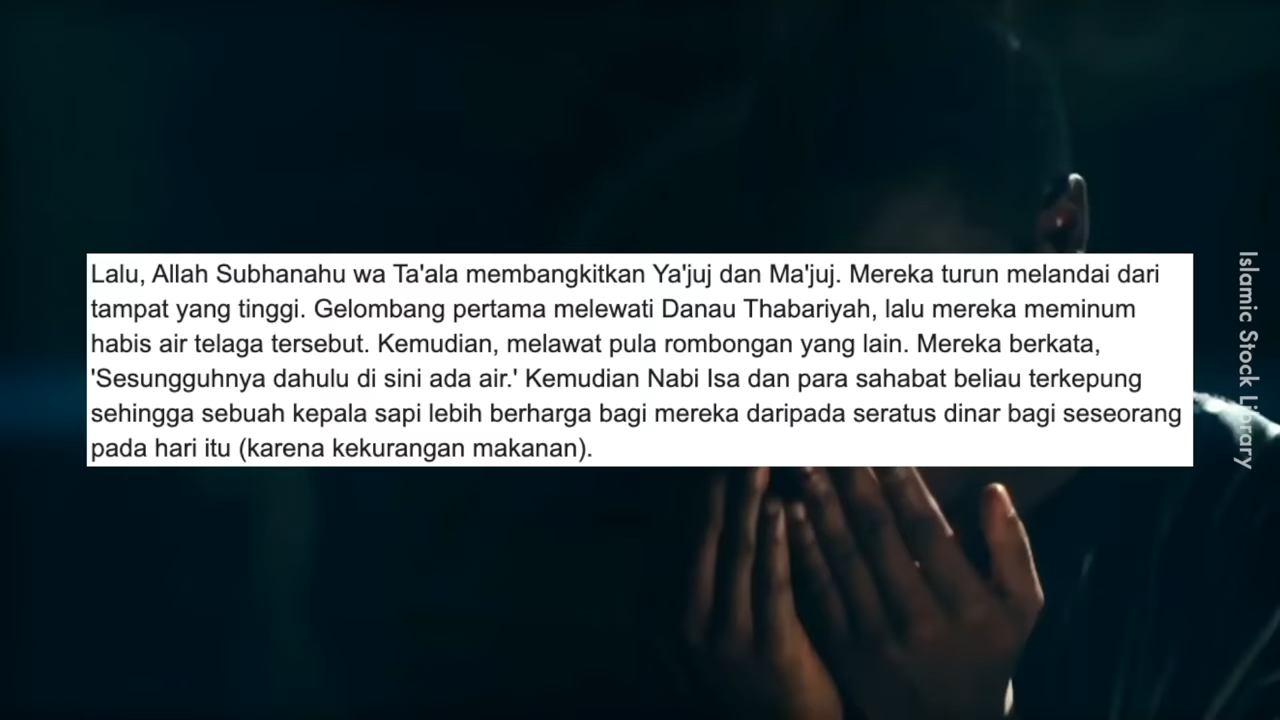 Lalu, Allah Subhanahu wa Ta'ala membangkitkan Ya'juj dan Ma'juj. Mereka turun melandai dari
tampat yang tinggi. Gelombang pertama melewati Danau Thabariyah, lalu mereka meminum
habis air telaga tersebut. Kemudian, melawat pula rombongan yang lain. Mereka berkata,
'Sesungguhnya dahulu di sini ada air.' Kemudian Nabi Isa dan para sahabat beliau terkepung
sehingga sebuah kepala sapi lebih berharga bagi mereka daripada seratus dinar bagi seseorang
pada hari itu (karena kekurangan makanan).
Islamic Stock Library